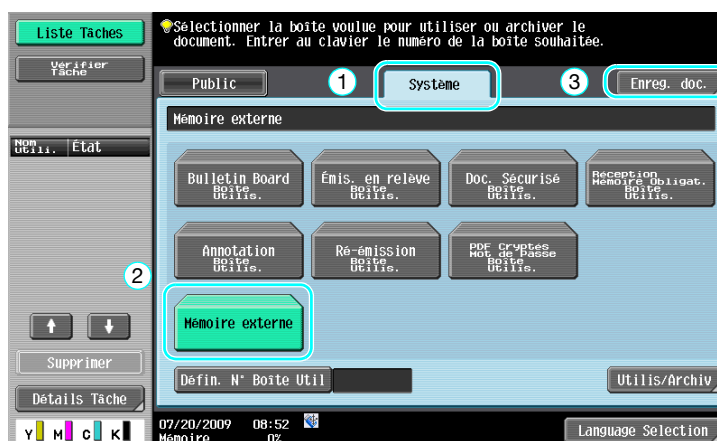 Liste Tâches
Vérifier
Tâche
Nom
Utili.
État
Supprimer
Détails Tâche
Y M C K
Sélectionner la boîte voulue pour utiliser ou archiver le
document. Entrer au clavier le numéro de la boîte souhaitée.
Public
1
Système
3
Enreg. doc.
Mémoire externe
Bulletin Board
Boîte
Utilis.
Émis. en relève
Boîte
Utilis.
Doc. Sécurisé
Boîte
Utilis.
Réception
Mémoire Obligat.
Boîte
Utilis.
Annotation
Boîte
Utilis.
Ré-émission
Boîte
Utilis.
PDF Cryptés
Mot de Passe
Boîte
Utilis.
2
Mémoire externe
Défin. N° Boîte Util
Utilis/Archiv
07/20/2009 08:52
Mémoire 0%
Language Selection